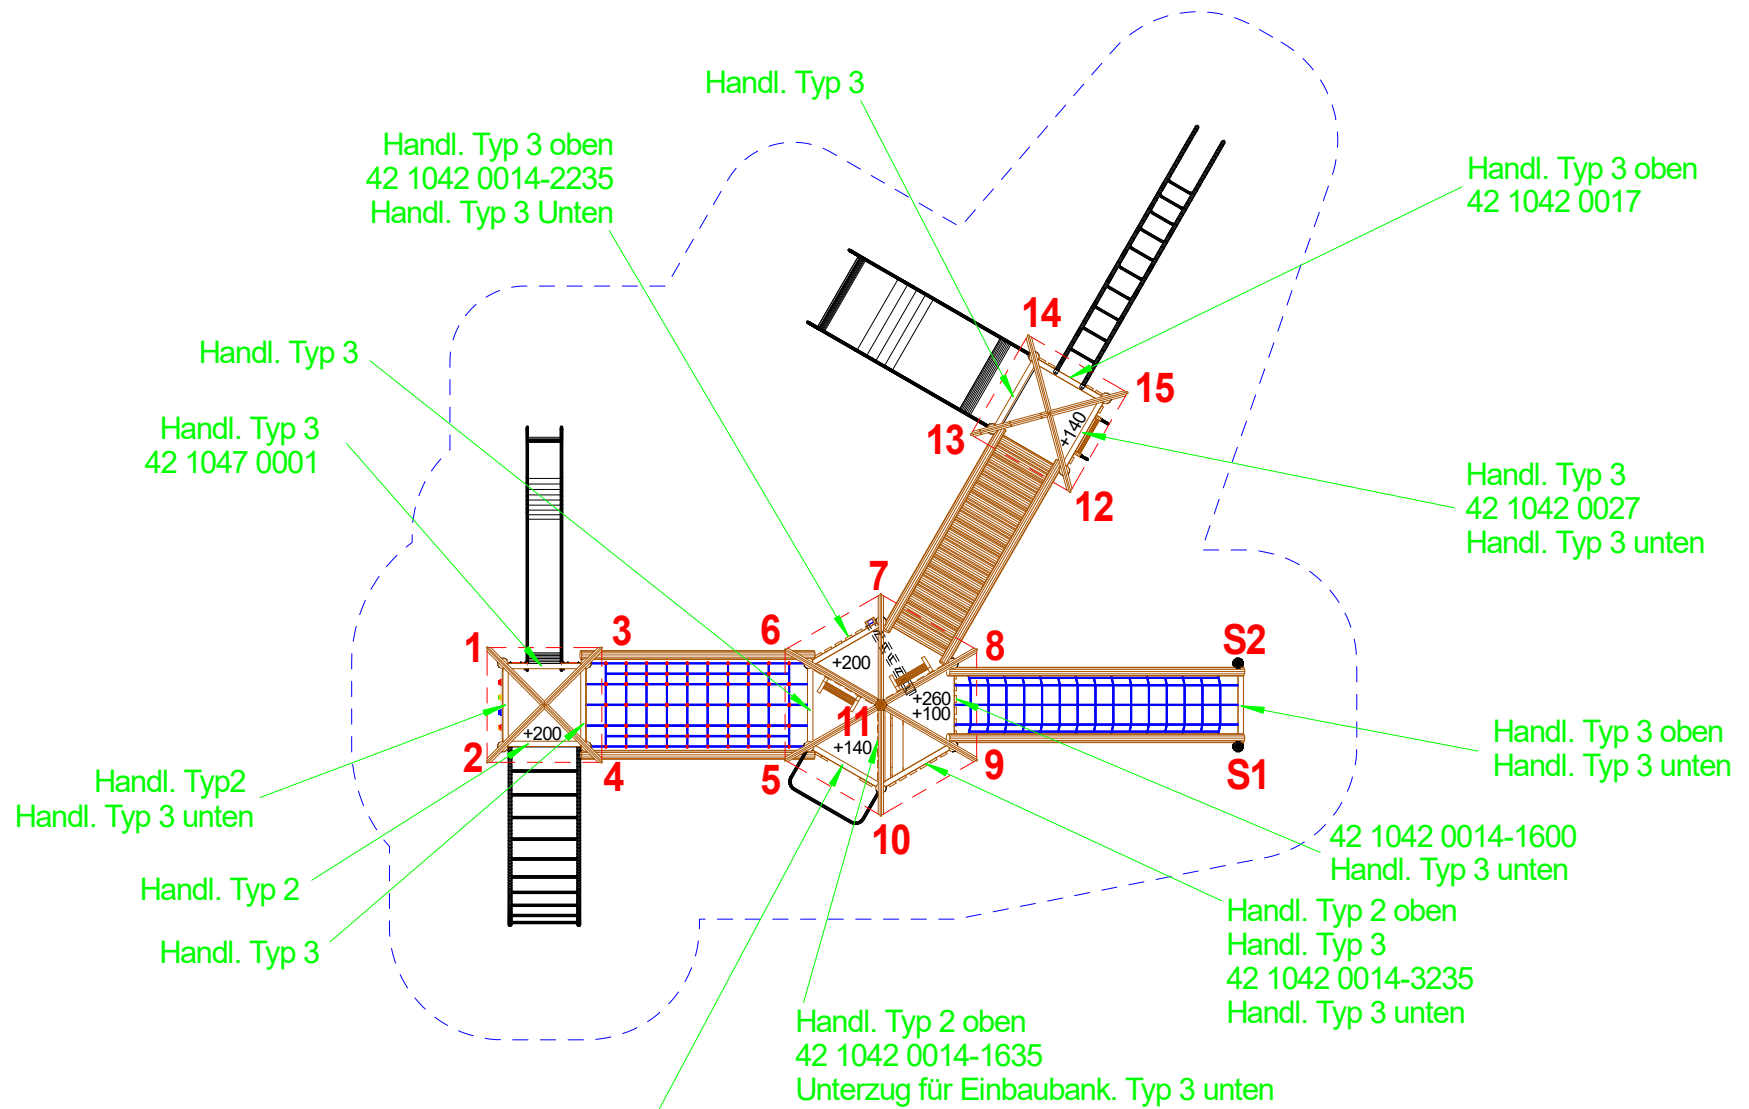 Handl. Typ 3
Handl. Typ 3 oben
42 1042 0014-2235
Handl. Typ 3 Unten
Handl. Typ 3 oben
42 1042 0017
Handl. Typ 3
Handl. Typ 3
42 1047 0001
14
15
13
12
+140
Handl. Typ 3
42 1042 0027
Handl. Typ 3 unten
7
1
3
6
8
S2
+200
+260
+100
11
+200
+140
2
4
5
9
S1
10
Handl. Typ 3 oben
Handl. Typ 3 unten
Handl. Typ2
Handl. Typ 3 unten
42 1042 0014-1600
Handl. Typ 3 unten
Handl. Typ 2
Handl. Typ 3
Handl. Typ 2 oben
Handl. Typ 3
42 1042 0014-3235
Handl. Typ 3 unten
Handl. Typ 2 oben
42 1042 0014-1635
Unterzug für Einbaubank. Typ 3 unten